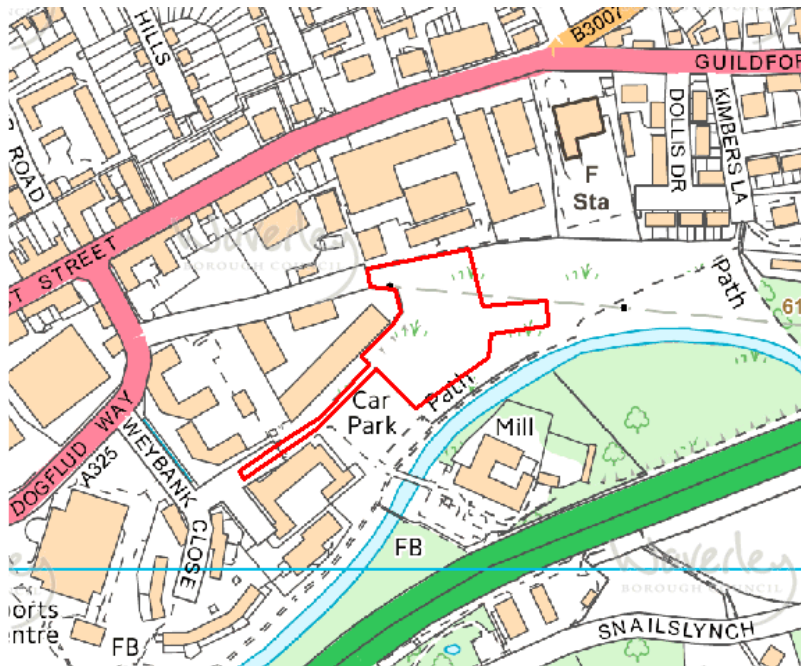 HILLS
B3007
GUILDFOR
ROAD
DOLLIS DR
KIMBERS LA
F
Sta
Waverley
BOROUGH COUNCIL
ST STREET
Path
61
Path
Car
Park
Mill
DOGFLUD WAY
A325
WEYBANK CLOSE
FB
Waverley
BOROUGH COUNCIL
ports
entre
FB
SNAILSLYNCH